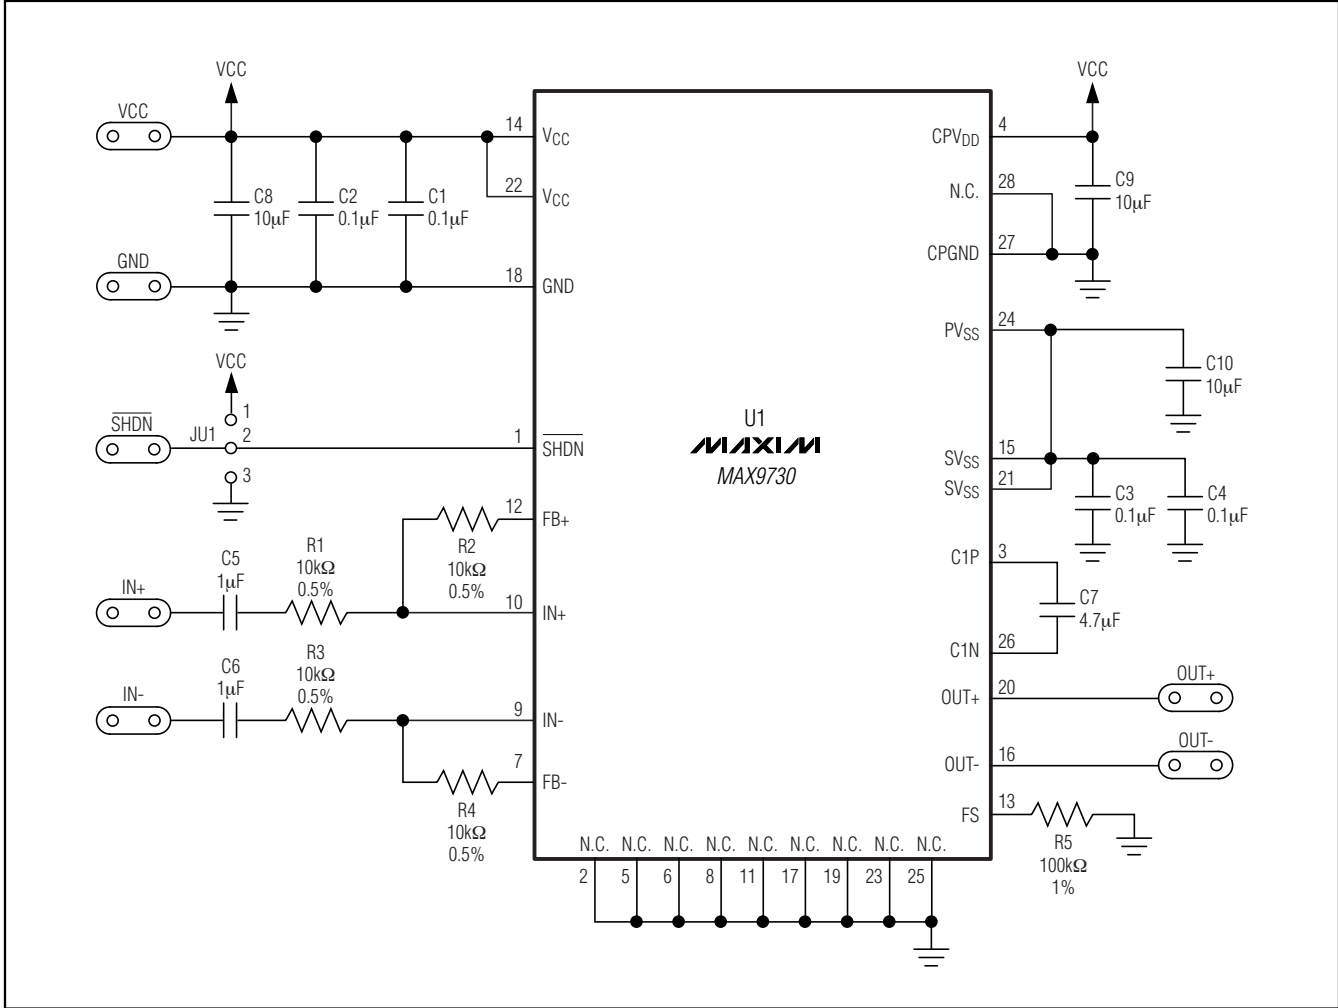 VCC
VCC
C8
10µF
C2
0.1µF
C1
0.1µF
14
VCC
22
VCC
GND
18
GND
VCC
SHDN
JU1
1
2
3
1
SHDN
12
FB+
R2
10kΩ
0.5%
C5
1µF
R1
10kΩ
0.5%
IN+
10
IN+
C6
1µF
R3
10kΩ
0.5%
IN-
9
IN-
7
FB-
R4
10kΩ
0.5%
U1
MAXIM
MAX9730
VCC
CPVDD
4
C9
10µF
N.C.
28
CPGND
27
PVSS
24
C10
10µF
SVSS
15
SVSS
21
C3
0.1µF
C4
0.1µF
C1P
3
C7
4.7µF
C1N
26
OUT+
20
OUT+
OUT-
16
OUT-
FS
13
R5
100kΩ
1%
N.C. N.C. N.C. N.C. N.C. N.C. N.C. N.C. N.C.
2 5 6 8 11 17 19 23 25